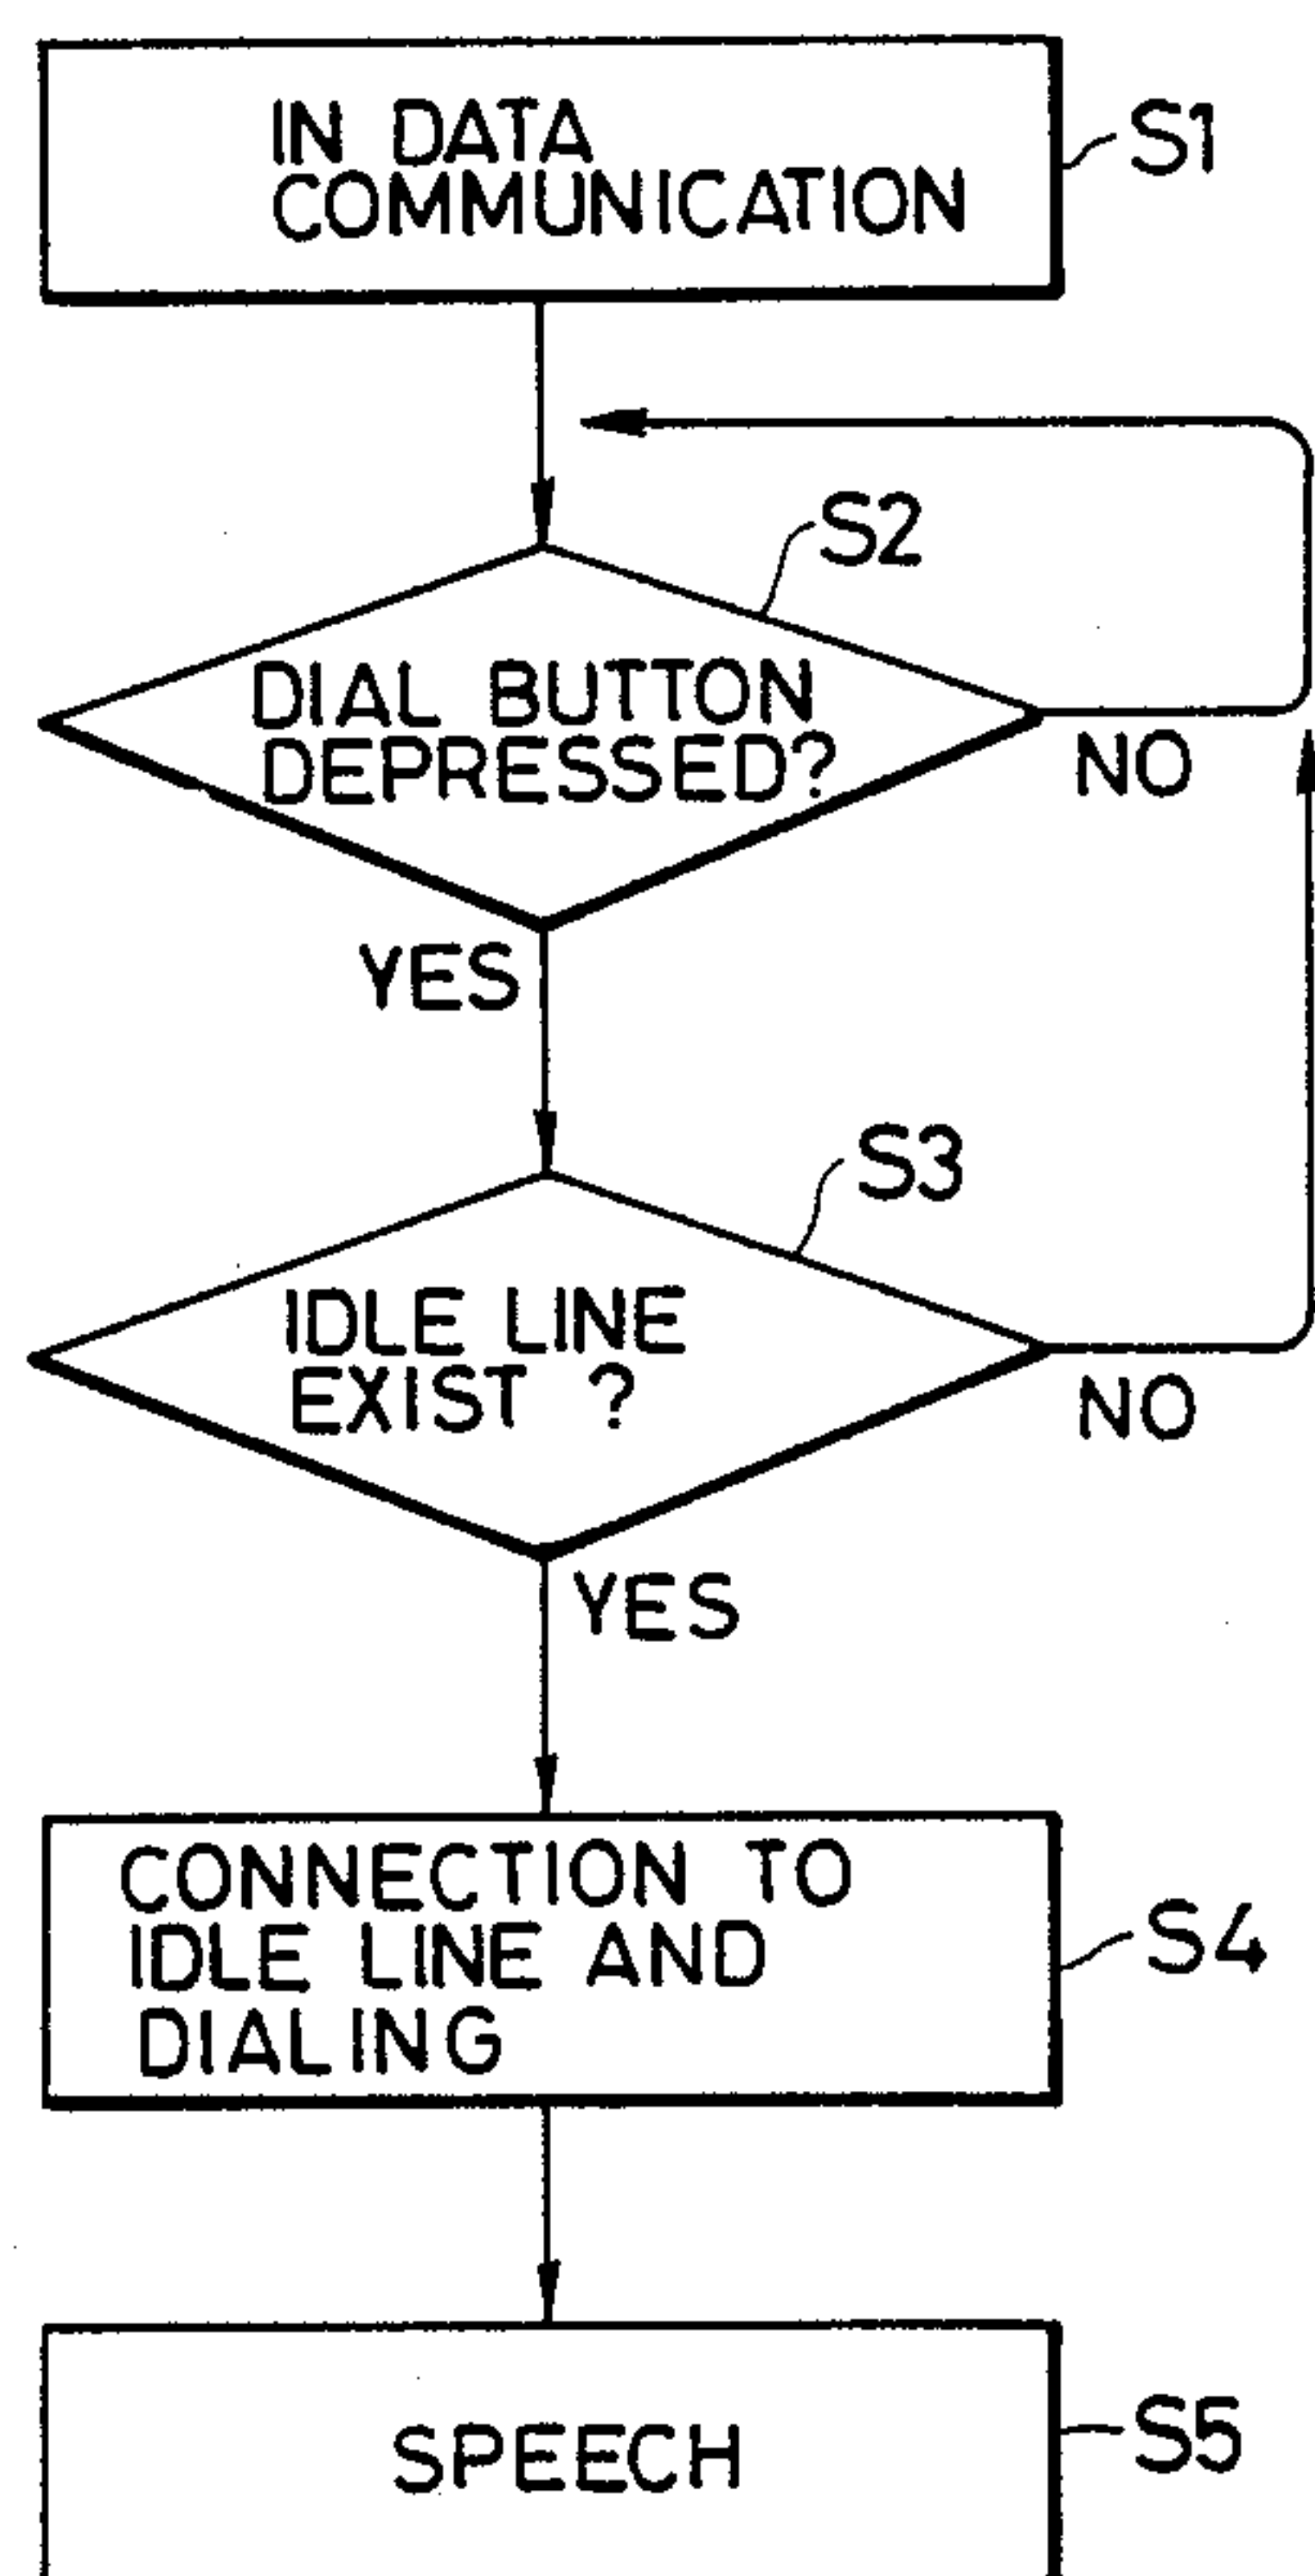 IN DATA
COMMUNICATION
S1
S2
DIAL BUTTON
DEPRESSED?
NO
YES
S3
IDLE LINE
EXIST ?
NO
YES
CONNECTION TO
IDLE LINE AND
DIALING
S4
SPEECH
S5